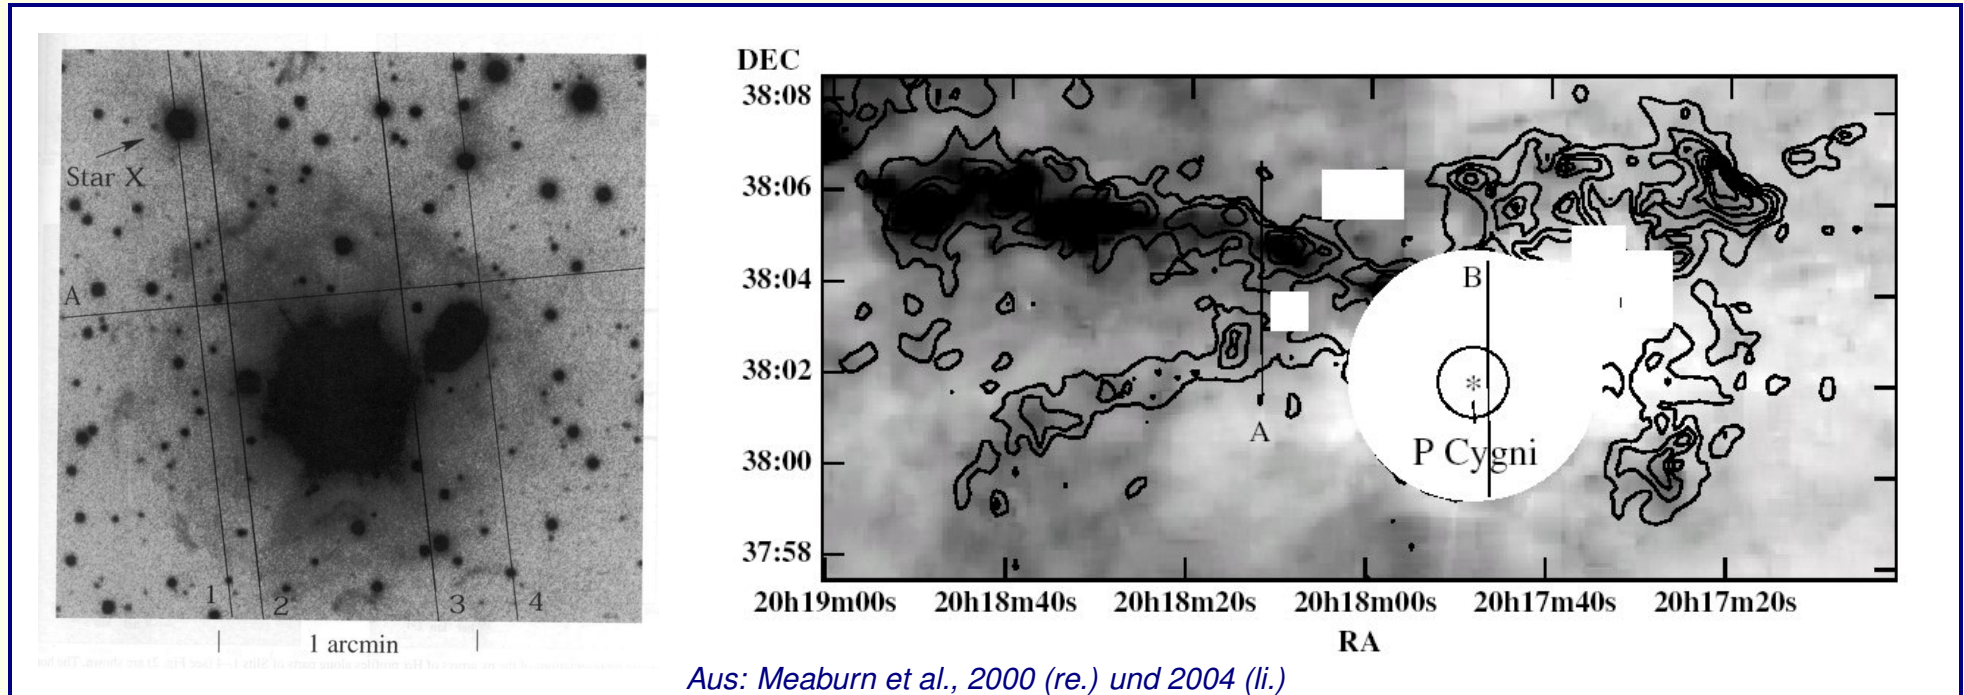 Star X
A
1
2
3
4
1 arcmin
DEC
38:08
38:06
38:04
38:02
38:00
37:58
B
A
P Cygni
20h19m00s 20h18m40s 20h18m20s 20h18m00s 20h17m40s 20h17m20s
RA
Aus: Meaburn et al., 2000 (re.) und 2004 (li.)